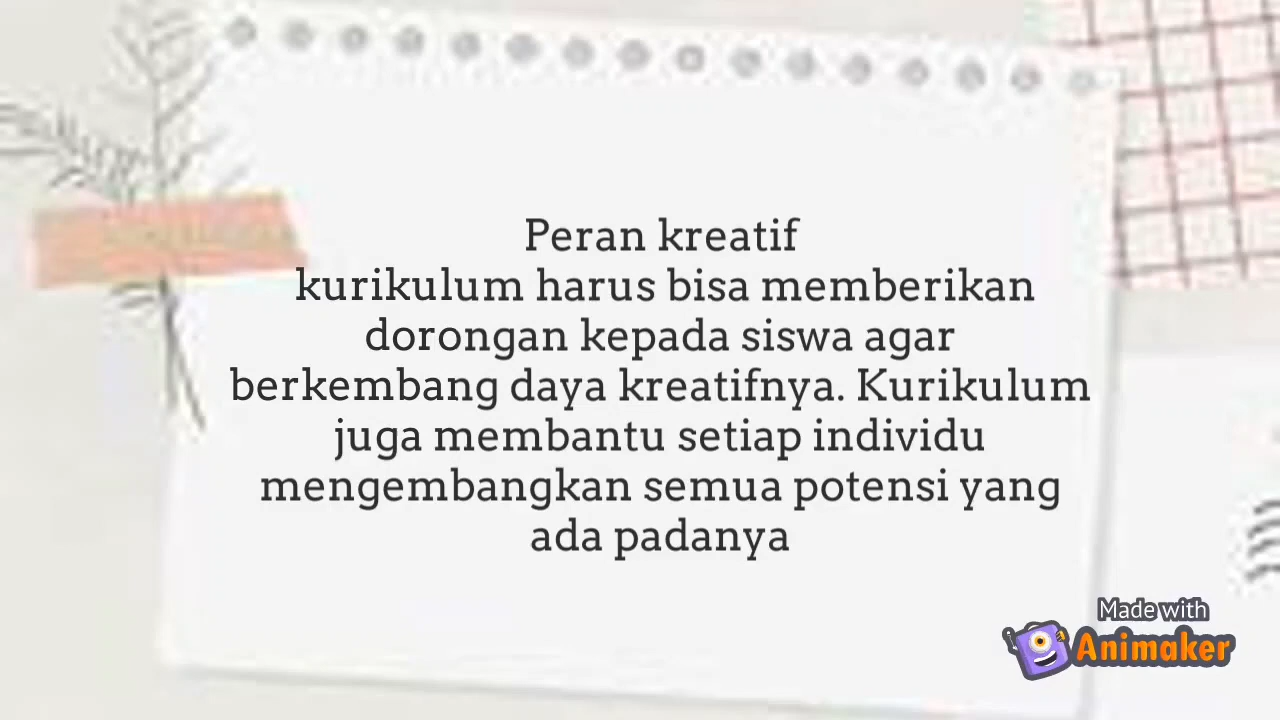 Peran kreatif
kurikulum harus bisa memberikan
dorongan kepada siswa agar
berkembang daya kreatifnya. Kurikulum
juga membantu setiap individu
mengembangkan semua potensi yang
ada padanya
Made with
Animaker